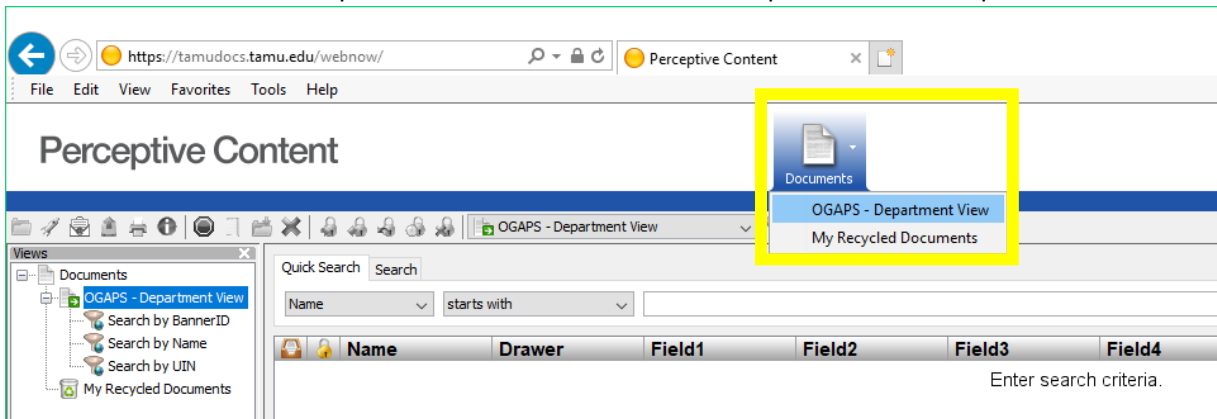 https://tamudocs.tamu.edu/webnow/
Perceptive Content
File Edit View Favorites Tools Help
Perceptive Content
Documents
OGAPS - Department View
My Recycled Documents
OGAPS - Department View
Views
Documents
OGAPS - Department View
Search by BannerID
Search by Name
Search by UIN
My Recycled Documents
Quick Search Search
Name starts with
Name Drawer Field1 Field2 Field3 Field4
Enter search criteria.